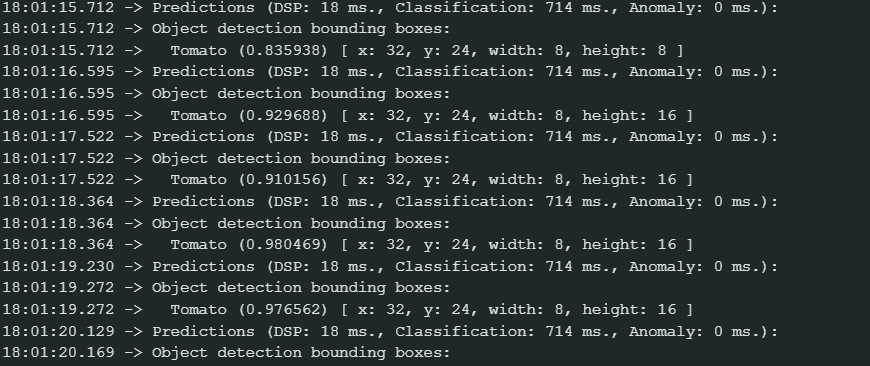 18:01:15.712 -> Predictions (DSP: 18 ms., Classification: 714 ms., Anomaly: 0 ms.):
18:01:15.712 -> Object detection bounding boxes:
18:01:15.712 ->   Tomato (0.835938) [ x: 32, y: 24, width: 8, height: 8 ]
18:01:16.595 -> Predictions (DSP: 18 ms., Classification: 714 ms., Anomaly: 0 ms.):
18:01:16.595 -> Object detection bounding boxes:
18:01:16.595 ->   Tomato (0.929688) [ x: 32, y: 24, width: 8, height: 16 ]
18:01:17.522 -> Predictions (DSP: 18 ms., Classification: 714 ms., Anomaly: 0 ms.):
18:01:17.522 -> Object detection bounding boxes:
18:01:17.522 ->   Tomato (0.910156) [ x: 32, y: 24, width: 8, height: 16 ]
18:01:18.364 -> Predictions (DSP: 18 ms., Classification: 714 ms., Anomaly: 0 ms.):
18:01:18.364 -> Object detection bounding boxes:
18:01:18.364 ->   Tomato (0.980469) [ x: 32, y: 24, width: 8, height: 16 ]
18:01:19.230 -> Predictions (DSP: 18 ms., Classification: 714 ms., Anomaly: 0 ms.):
18:01:19.272 -> Object detection bounding boxes:
18:01:19.272 ->   Tomato (0.976562) [ x: 32, y: 24, width: 8, height: 16 ]
18:01:20.129 -> Predictions (DSP: 18 ms., Classification: 714 ms., Anomaly: 0 ms.):
18:01:20.169 -> Object detection bounding boxes: